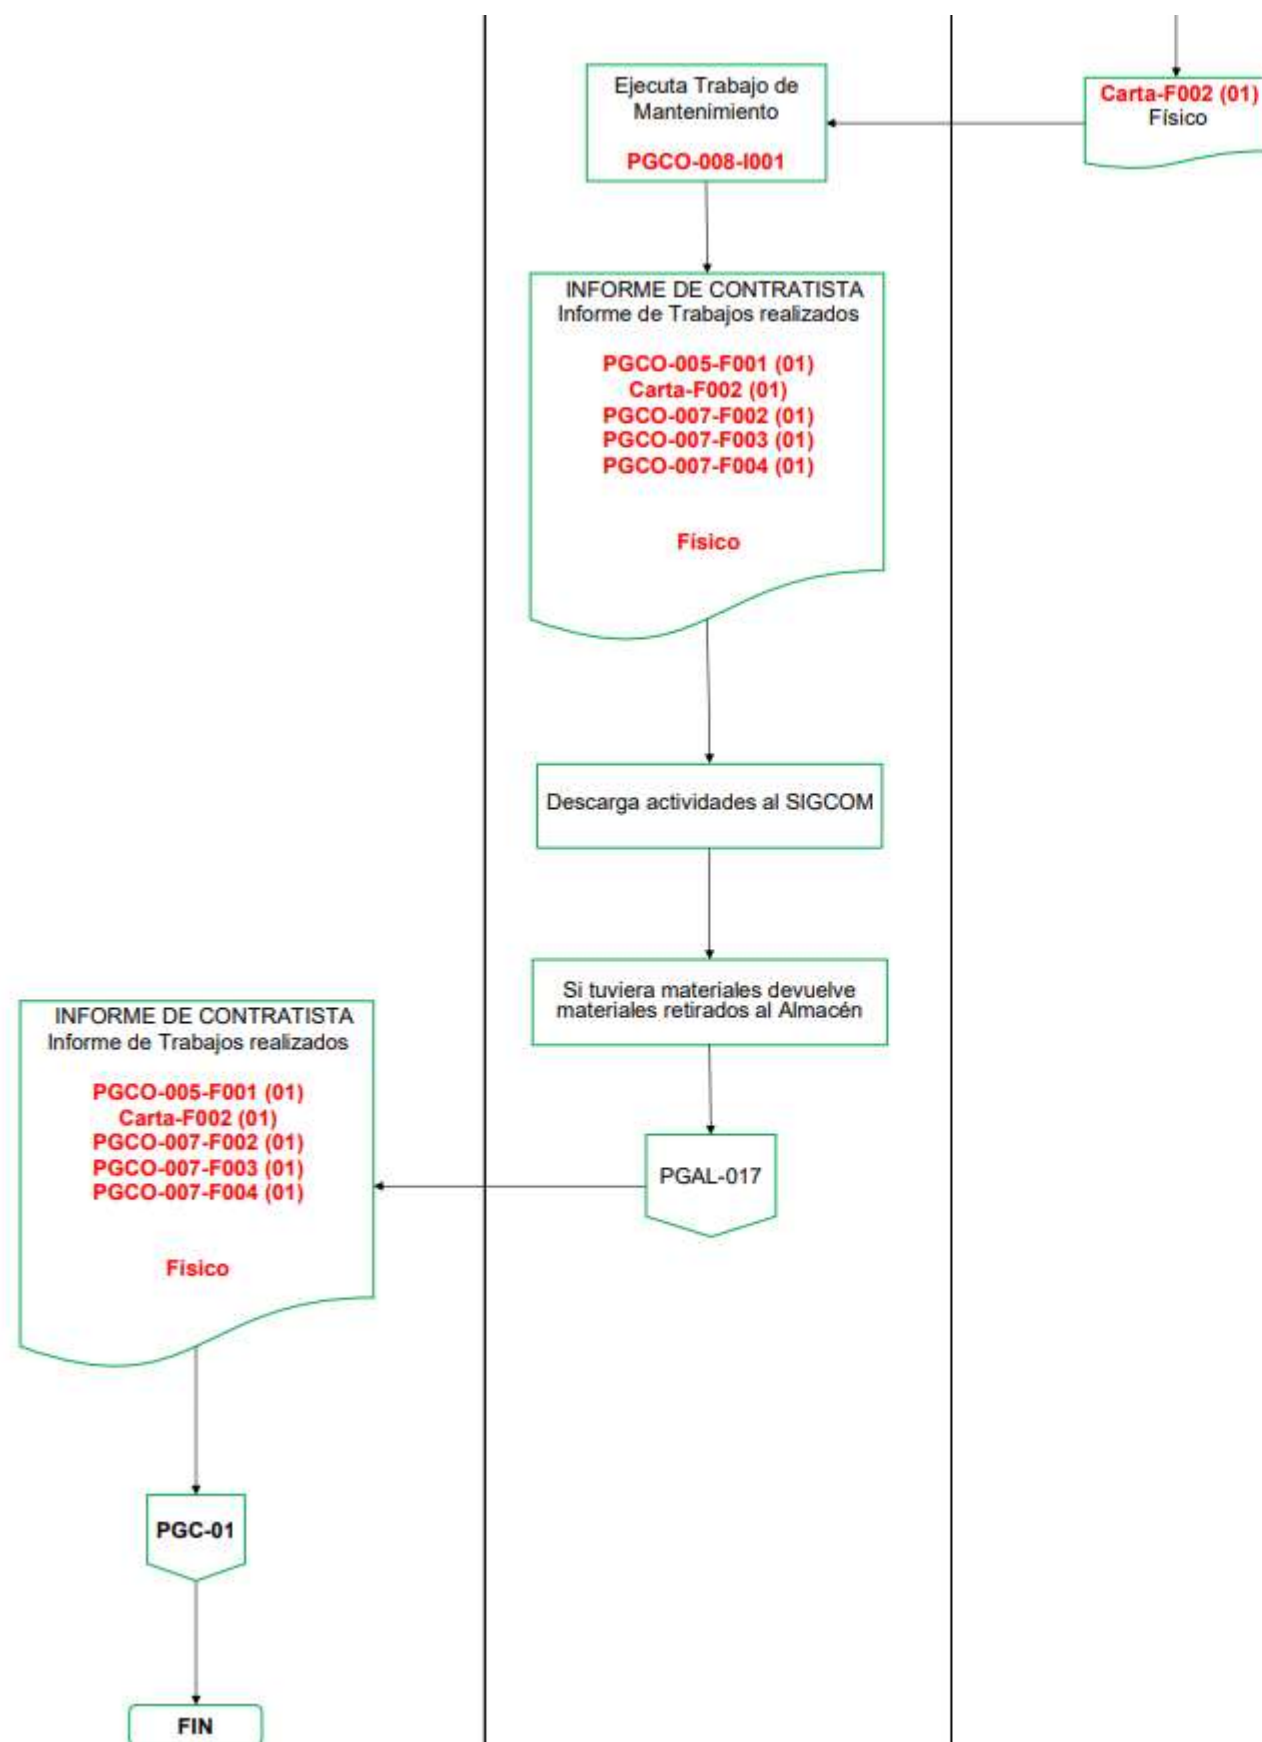 Carta-F002 (01)
Físico
Ejecuta Trabajo de
Mantenimiento
PGCO-008-I001
INFORME DE CONTRATISTA
Informe de Trabajos realizados
PGCO-005-F001 (01)
Carta-F002 (01)
PGCO-007-F002 (01)
PGCO-007-F003 (01)
PGCO-007-F004 (01)
Físico
Descarga actividades al SIGCOM
Si tuviera materiales devuelve
materiales retirados al Almacén
PGAL-017
INFORME DE CONTRATISTA
Informe de Trabajos realizados
PGCO-005-F001 (01)
Carta-F002 (01)
PGCO-007-F002 (01)
PGCO-007-F003 (01)
PGCO-007-F004 (01)
Físico
PGC-01
FIN